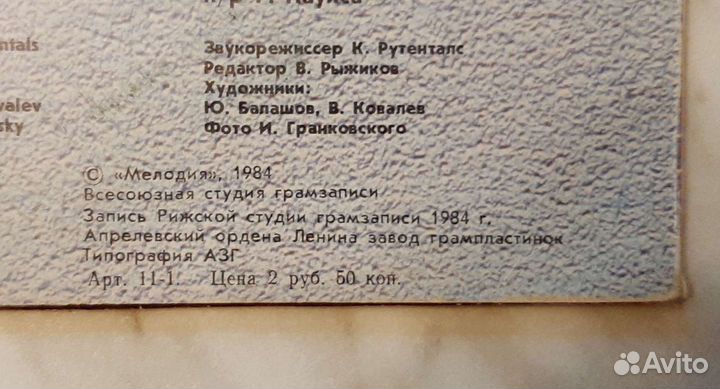 ntals
valev
sky
п/р
Звукорежиссер К. Рутенталс
Редактор В. Рыжиков
Художники:
Ю. Балашов, В. Ковалев
Фото И. Гранковского
© «Мелодия», 1984
Всесоюзная студия грамзаписи
Запись Рижской студии грамзаписи 1984 г.
Апрелевский ордена Ленина завод грампластинок
Типография АЗГ
Арт. 11-1. Цена 2 руб. 50 коп.
Avito